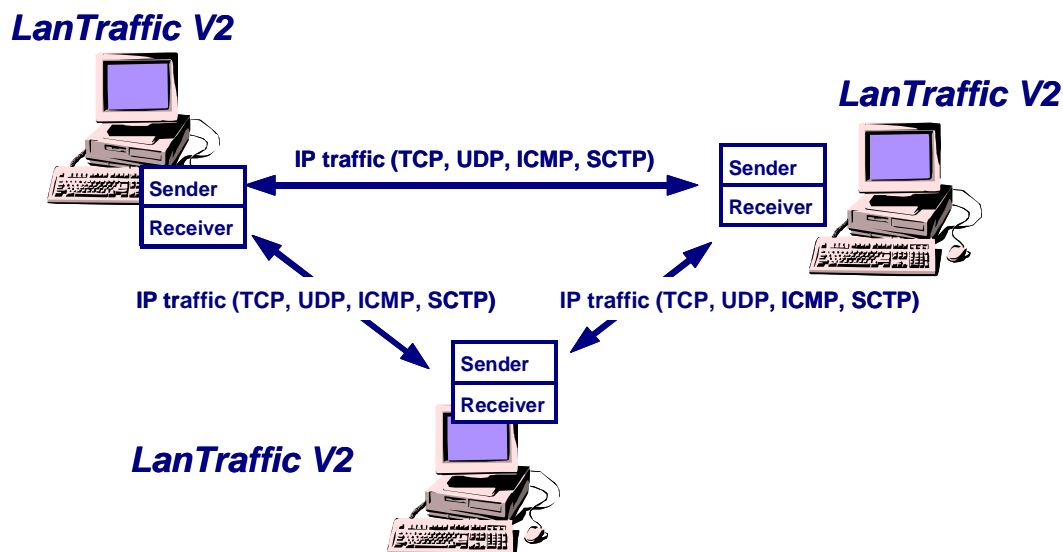 LanTraffic V2
LanTraffic V2
IP traffic (TCP, UDP, ICMP, SCTP)
Sender
Receiver
Sender
Receiver
IP traffic (TCP, UDP, ICMP, SCTP)
IP traffic (TCP, UDP, ICMP, SCTP)
Sender
Receiver
LanTraffic V2